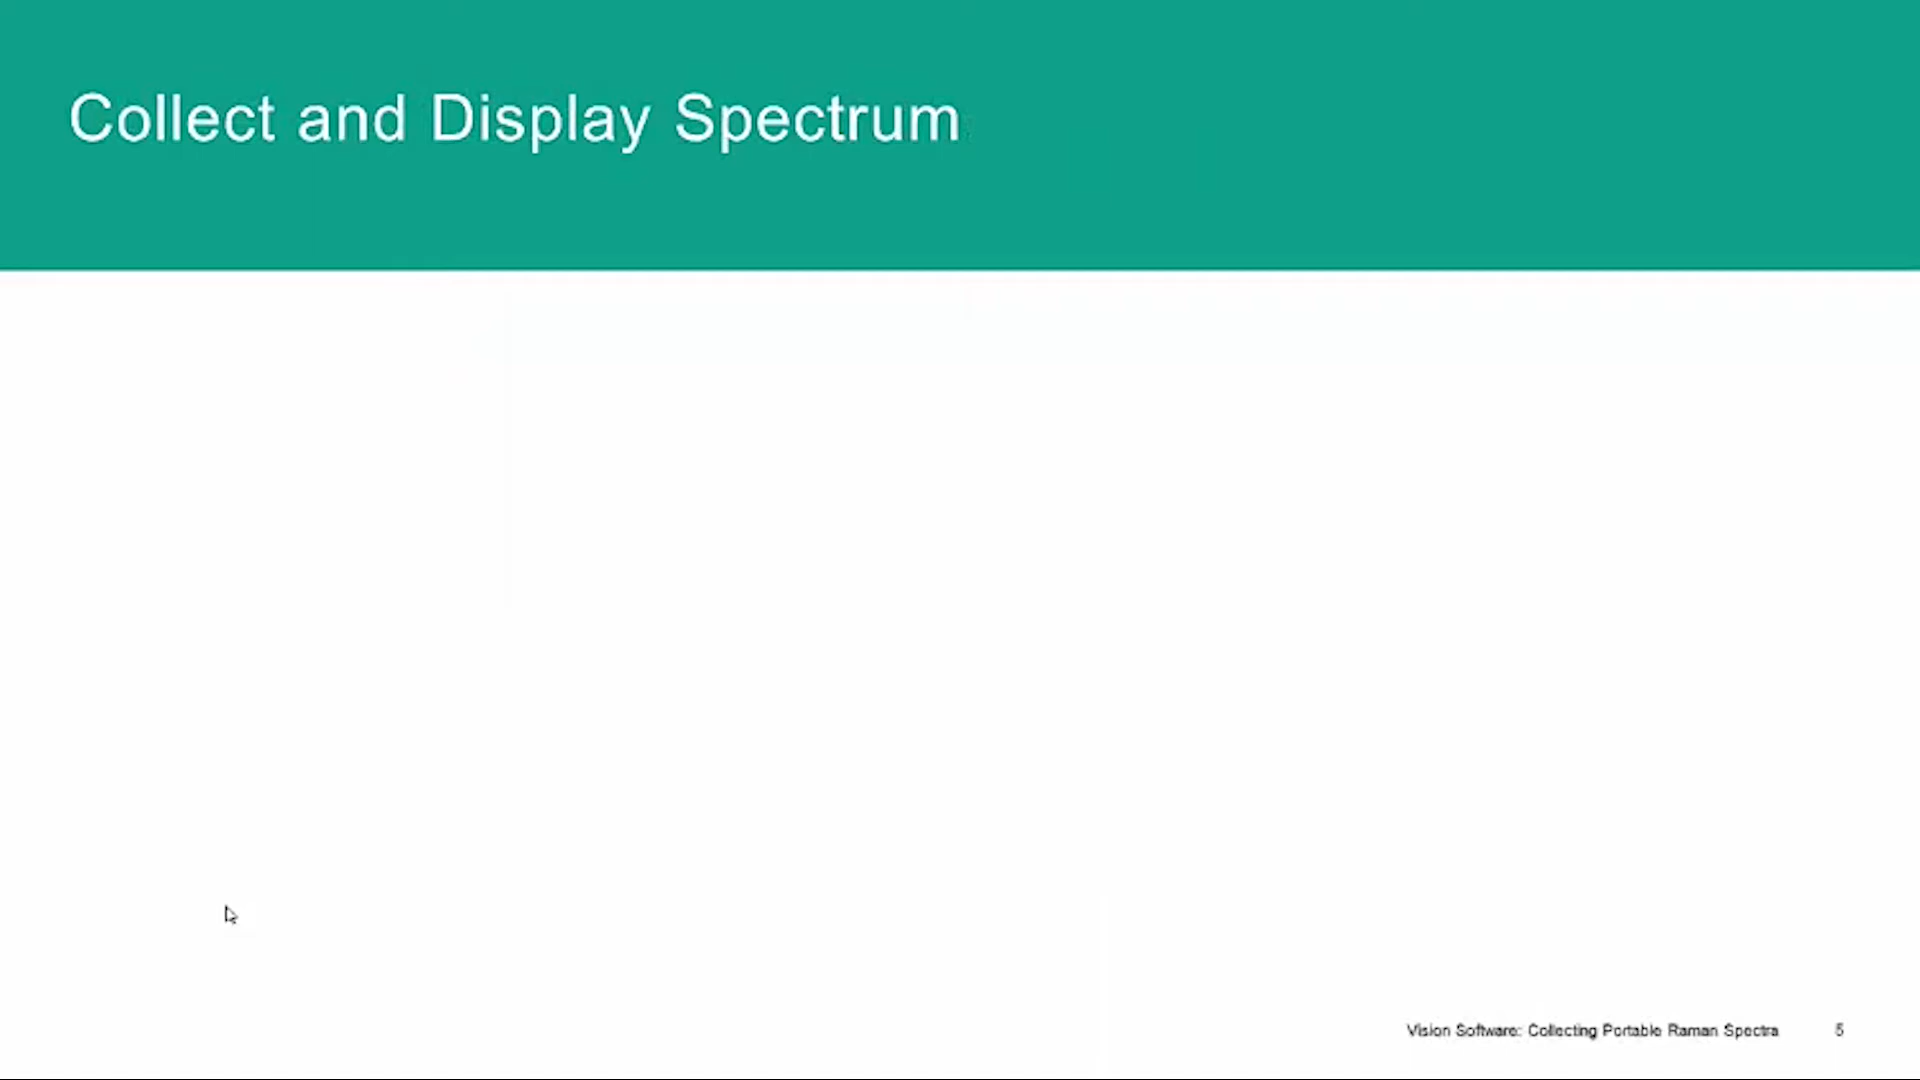 Collect and Display Spectrum
Vision Software: Collecting Portable Raman Spectra 5